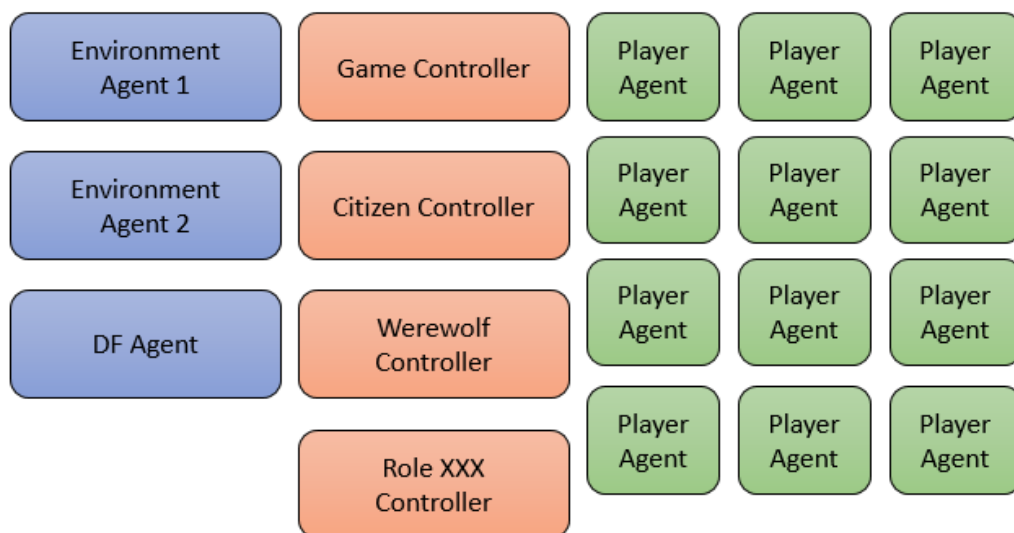 Environment
Agent 1
Environment
Agent 2
DF Agent
Game Controller
Citizen Controller
Werewolf
Controller
Role XXX
Controller
Player
Agent
Player
Agent
Player
Agent
Player
Agent
Player
Agent
Player
Agent
Player
Agent
Player
Agent
Player
Agent
Player
Agent
Player
Agent
Player
Agent